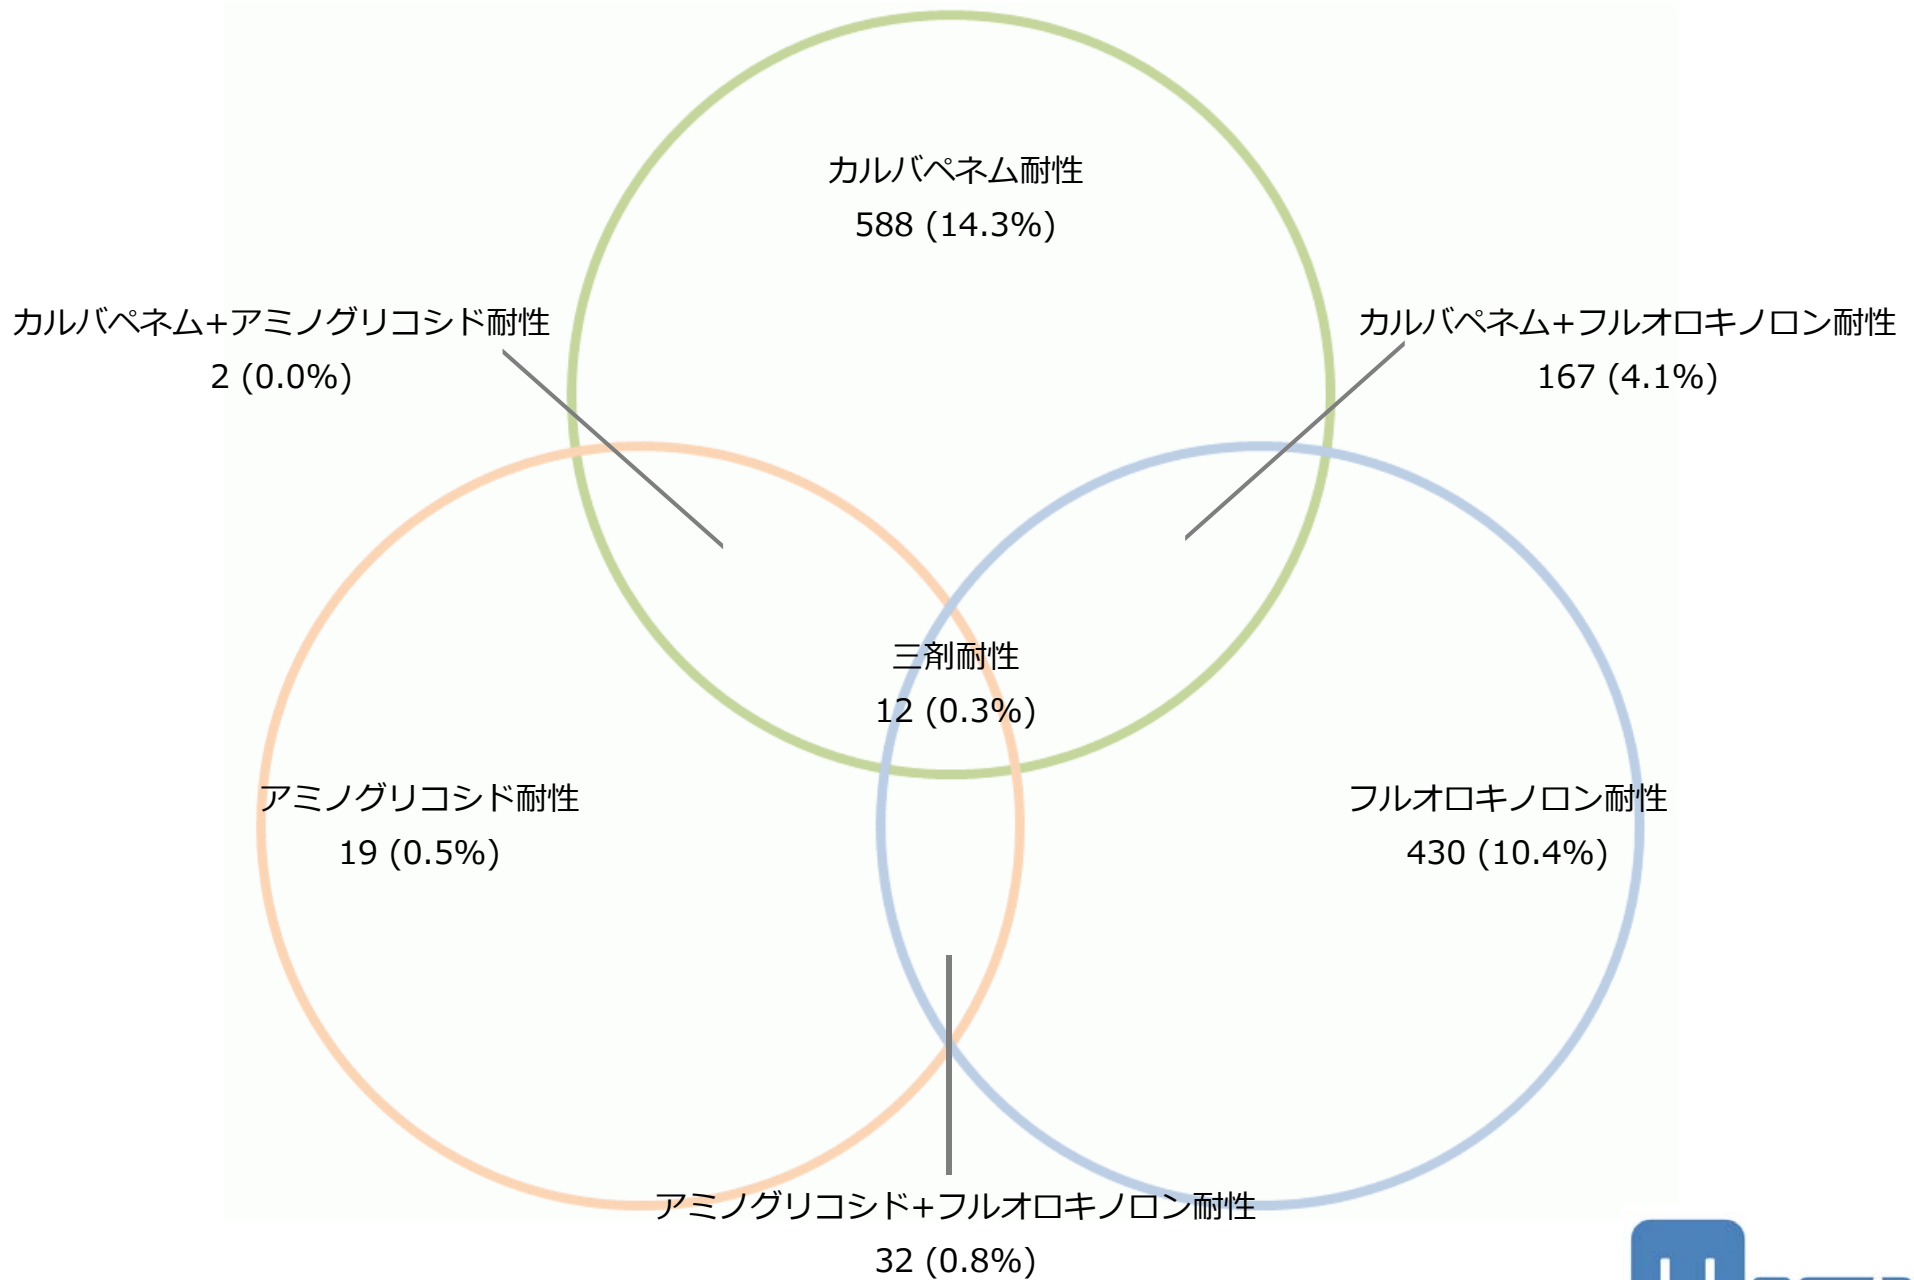 カルバペネム耐性
588 (14.3%)
カルバペネム+アミノグリコシド耐性
2 (0.0%)
カルバペネム+フルオロキノロン耐性
167 (4.1%)
三剤耐性
12 (0.3%)
アミノグリコシド耐性
19 (0.5%)
フルオロキノロン耐性
430 (10.4%)
アミノグリコシド+フルオロキノロン耐性
32 (0.8%)